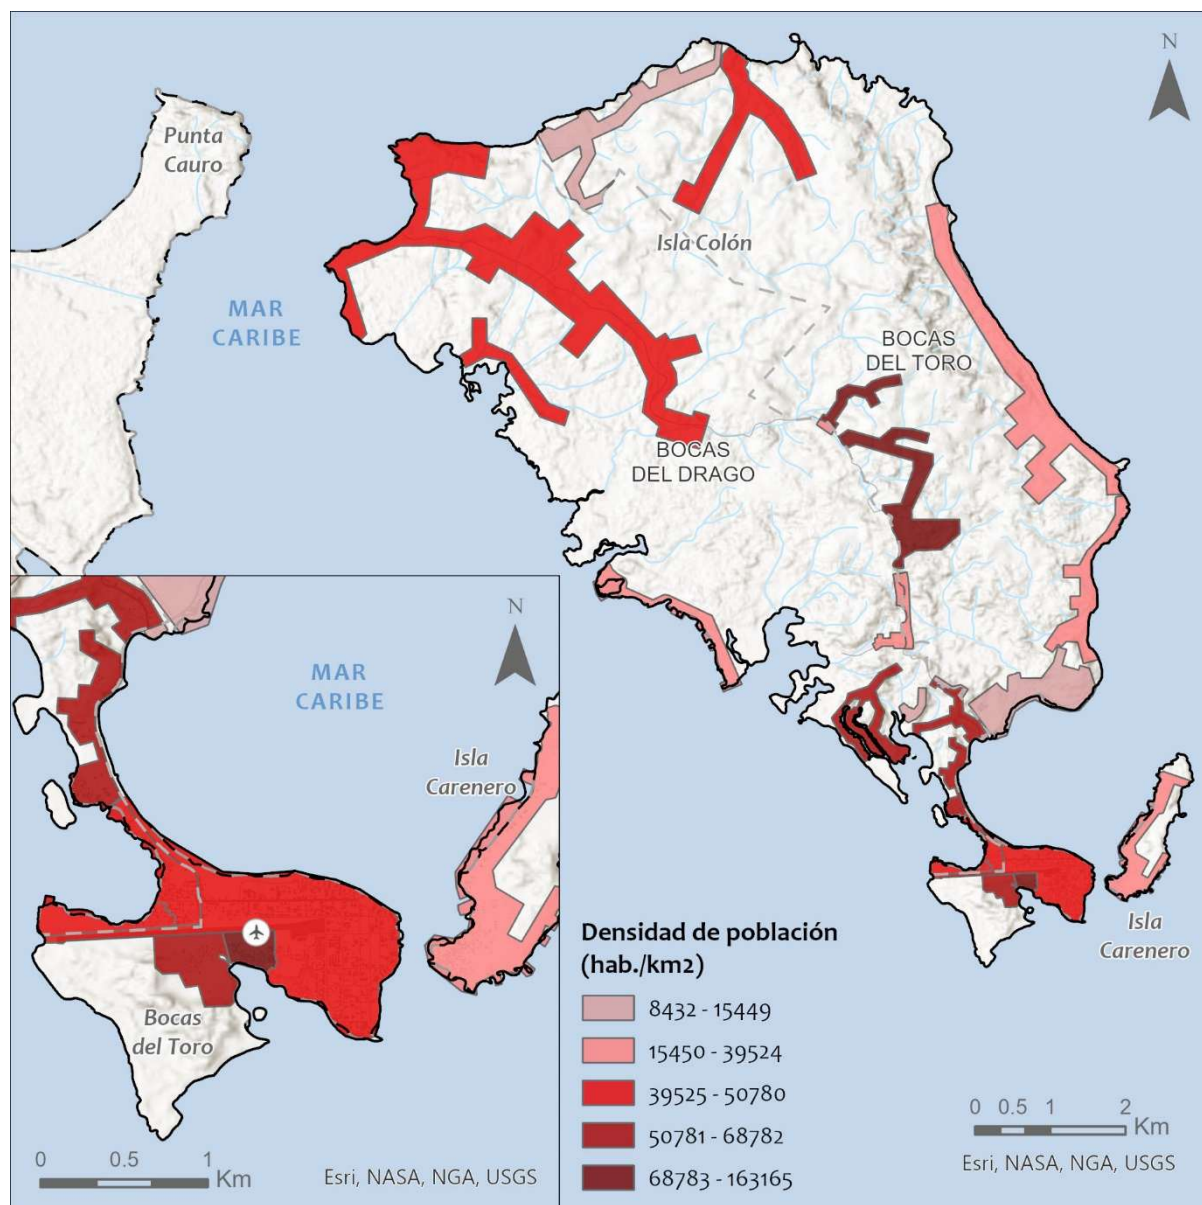 N
Punta
Cauro
Isla Colón
MAR
CARIBE
BOCAS
DEL TORO
BOCAS
DEL DRAGO
N
MAR
CARIBE
Isla
Carenero
Isla
Carenero
Bocas
del Toro
Densidad de población
(hab./km2)
8432 - 15449
15450 - 39524
39525 - 50780
50781 - 68782
68783 - 163165
0 0.5 1
Km
Esri, NASA, NGA, USGS
0 0.5 1 2
Km
Esri, NASA, NGA, USGS